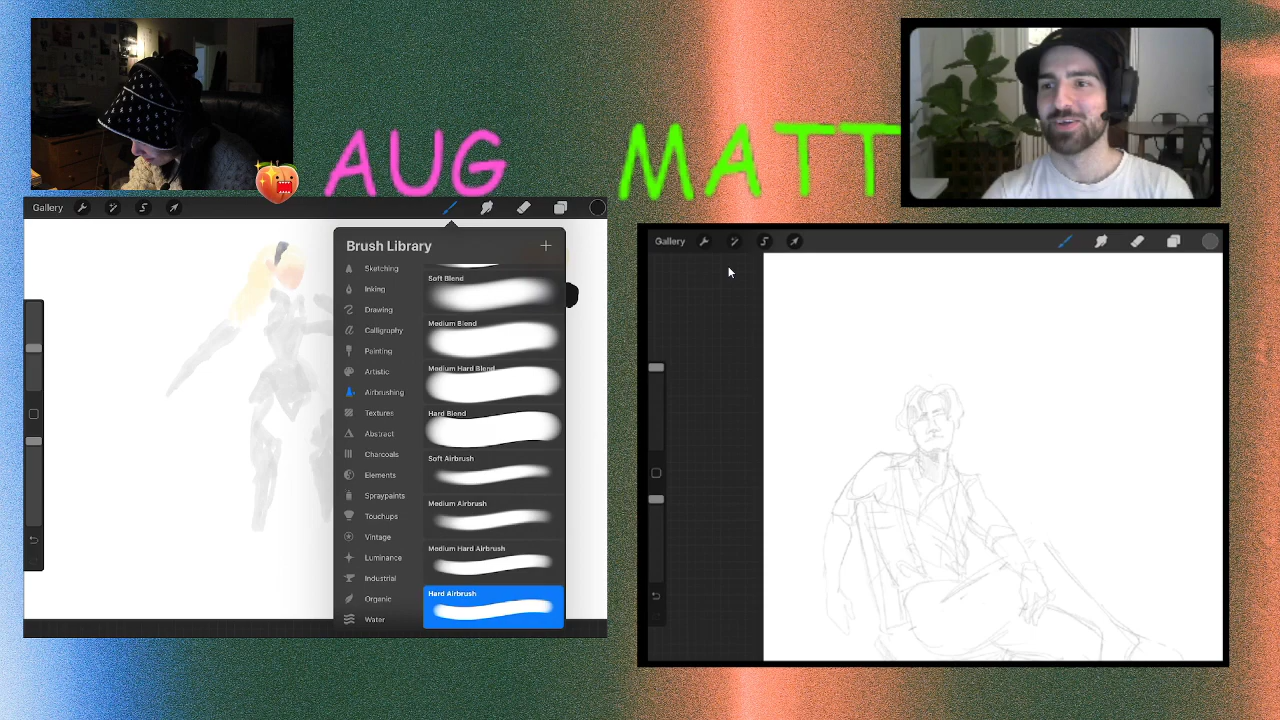 AUG
MATT
Gallery
Brush Library
Sketching
Inking
Drawing
Calligraphy
Painting
Artistic
Airbrushing
Textures
Abstract
Charcoals
Elements
Spraypaints
Touchups
Vintage
Luminance
Industrial
Organic
Water
Soft Blend
Medium Blend
Medium Hard Blend
Hard Blend
Soft Airbrush
Medium Airbrush
Medium Hard Airbrush
Hard Airbrush
Gallery